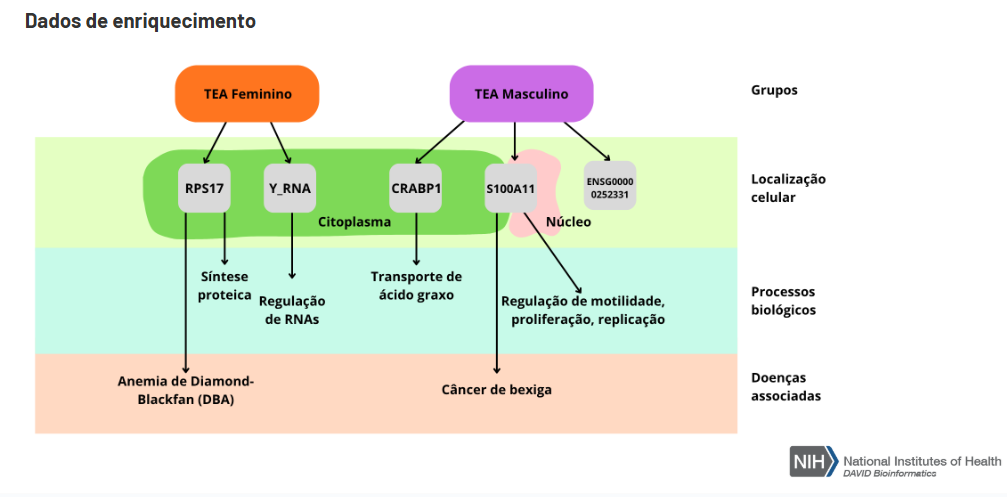 Dados de enriquecimento
TEA Feminino
TEA Masculino
Grupos
RPS17
Y_RNA
CRABP1
S100A11
ENSG0000
0252331
Localização
celular
Citoplasma
Núcleo
Síntese
proteica
Regulação
de RNAs
Transporte de
ácido graxo
Regulação de motilidade,
proliferação, replicação
Processos
biológicos
Anemia de Diamond-
Blackfan (DBA)
Câncer de bexiga
Doenças
associadas
NIH
National Institutes of Health
DAVID Bioinformatics